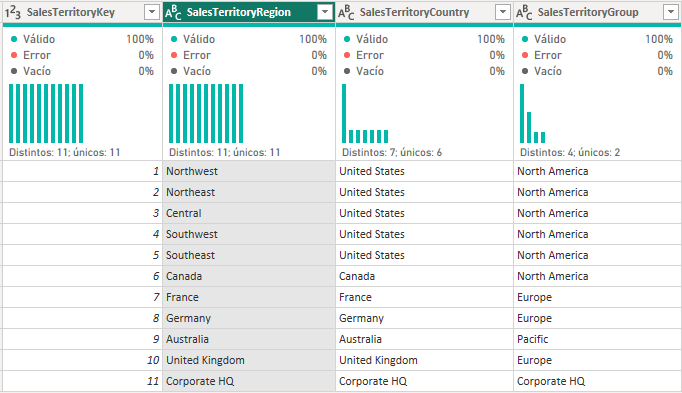 1²3 SalesTerritoryKey ABC SalesTerritoryRegion ABC SalesTerritoryCountry ABC SalesTerritoryGroup
Válido 100% Válido 100% Válido 100% Válido 100%
Error 0% Error 0% Error 0% Error 0%
Vacío 0% Vacío 0% Vacío 0% Vacío 0%
Distintos: 11; únicos: 11 Distintos: 11; únicos: 11 Distintos: 7; únicos: 6 Distintos: 4; únicos: 2
1 Northwest United States North America
2 Northeast United States North America
3 Central United States North America
4 Southwest United States North America
5 Southeast United States North America
6 Canada Canada North America
7 France France Europe
8 Germany Germany Europe
9 Australia Australia Pacific
10 United Kingdom United Kingdom Europe
11 Corporate HQ Corporate HQ Corporate HQ